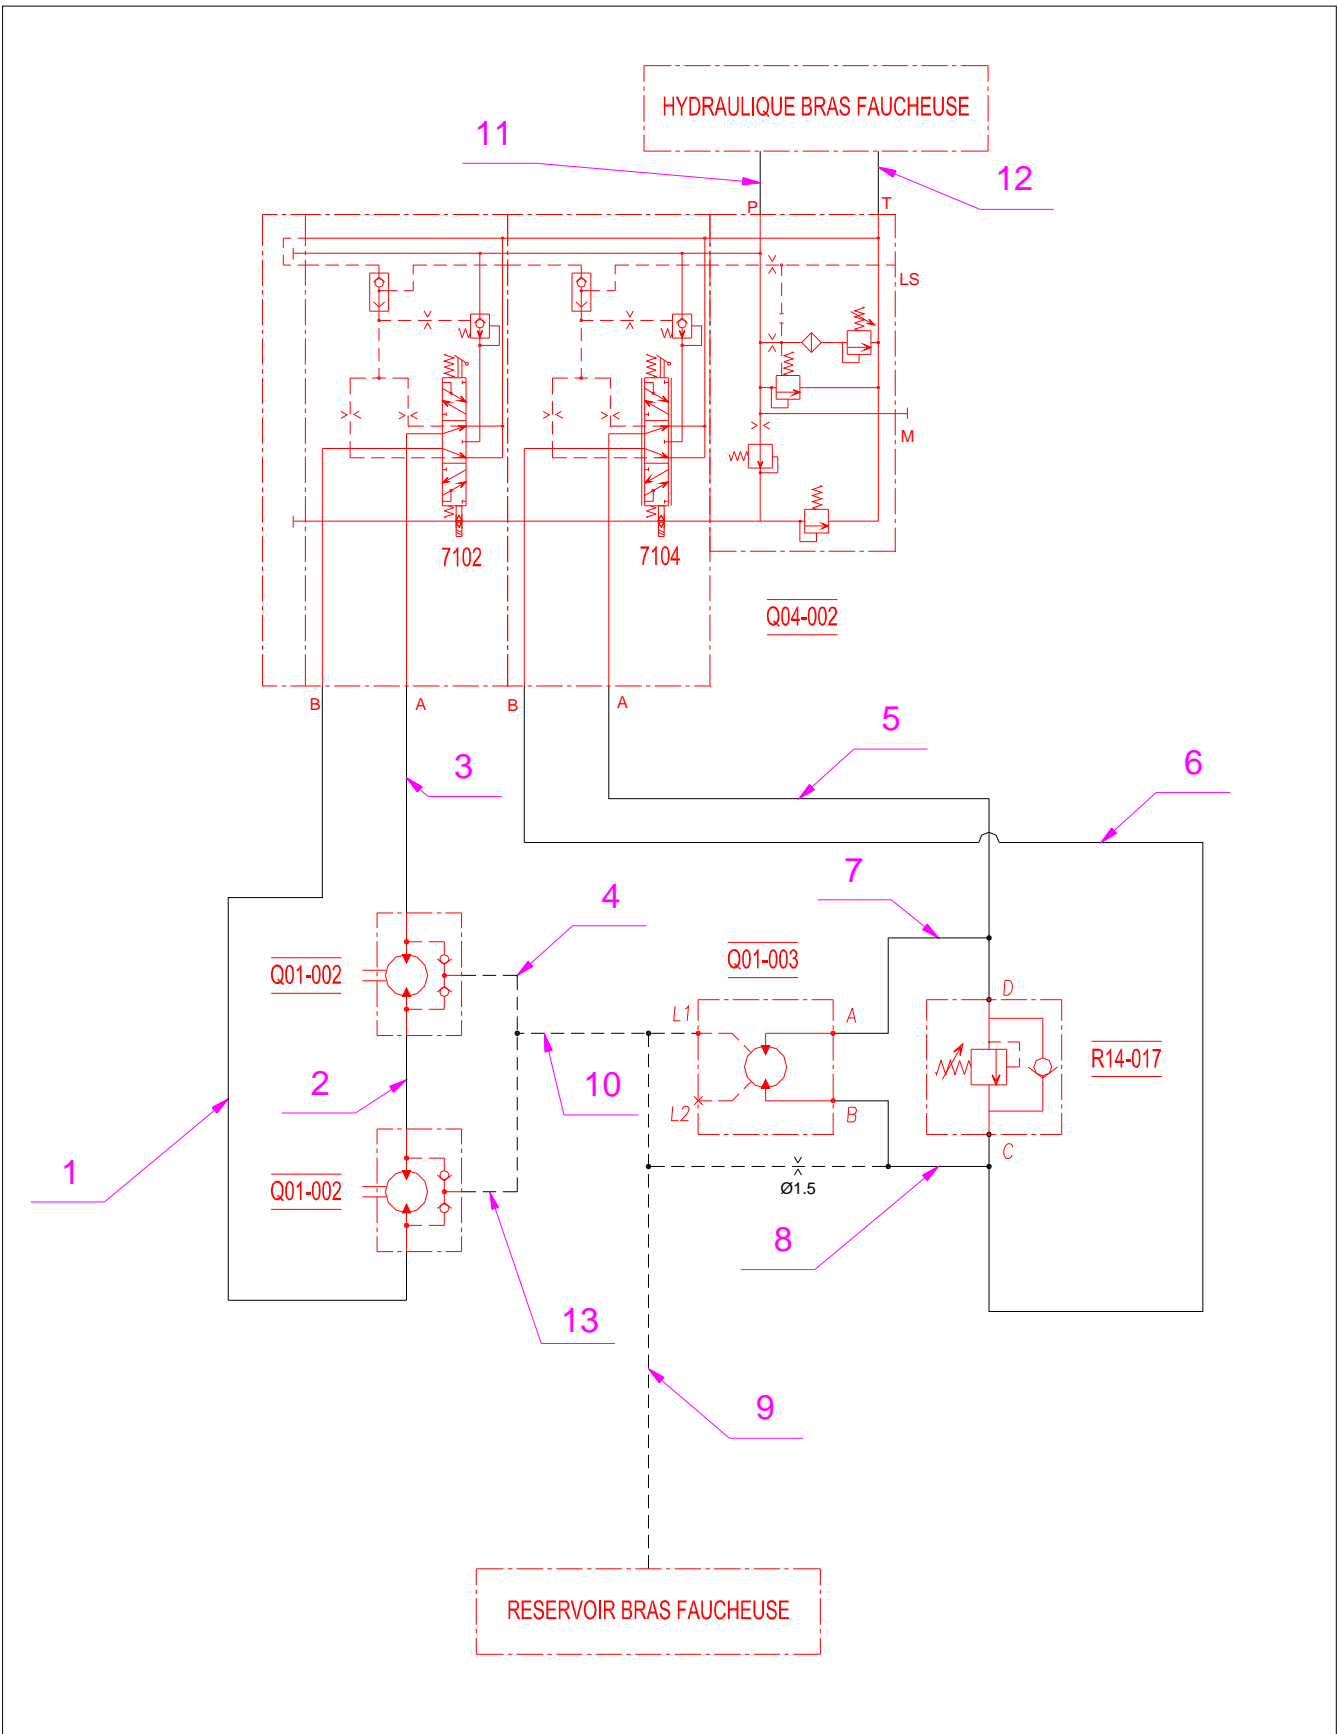 HYDRAULIQUE BRAS FAUCHEUSE
11
12
P
T
LS
M
7102
7104
Q04-002
B
A
B
A
5
3
6
7
4
Q01-002
Q01-003
L1
A
D
R14-017
2
10
L2
B
C
1
Q01-002
Ø1.5
8
13
9
RESERVOIR BRAS FAUCHEUSE